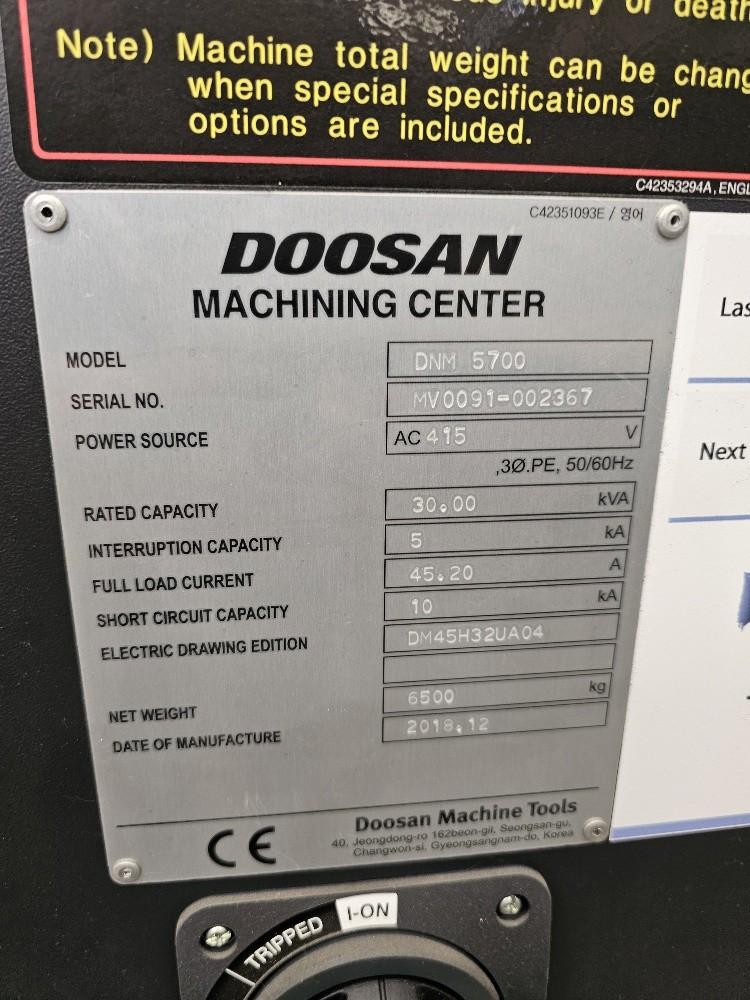 injury or death
Note) Machine total weight can be chang
when special specifications or
options are included.
C42353294A, ENGL
C42351093E / 영어
DOOSAN
MACHINING CENTER
MODEL DNM 5700
SERIAL NO. MV0091-002367
POWER SOURCE AC 415 V
,3Ø.PE, 50/60Hz
RATED CAPACITY 30.00 kVA
INTERRUPTION CAPACITY 5 kA
FULL LOAD CURRENT 45.20 A
SHORT CIRCUIT CAPACITY 10 kA
ELECTRIC DRAWING EDITION DM45H32UA04
NET WEIGHT 6500 kg
DATE OF MANUFACTURE 2018.12
CE
Doosan Machine Tools
40, Jeongdong-ro 162beon-gil, Seongsan-gu,
Changwon-si, Gyeongsangnam-do, Korea
Las
Next
TRIPPED I-ON